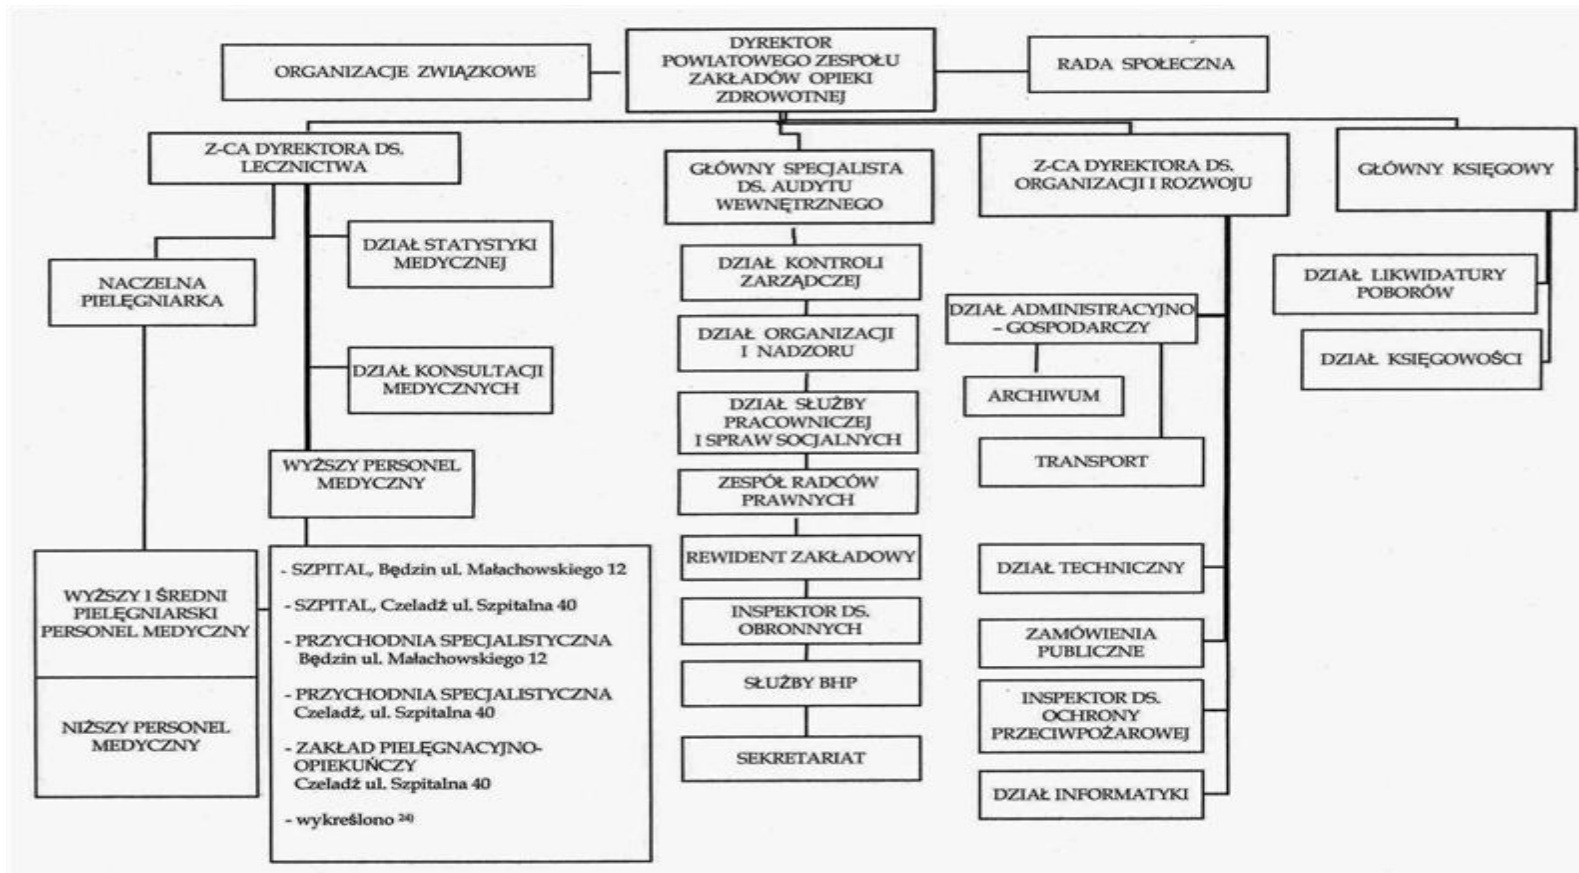 ORGANIZACJE ZWIĄZKOWE
DYREKTOR
POWIATOWEGO ZESPOŁU
ZAKŁADÓW OPIEKI
ZDROWOTNEJ
RADA SPOŁECZNA
Z-CA DYREKTORA DS.
LECZNICTWA
GŁÓWNY SPECJALISTA
DS. AUDYTU
WEWNĘTRZNEGO
Z-CA DYREKTORA DS.
ORGANIZACJI I ROZWOJU
GŁÓWNY KSIĘGOWY
NACZELNA
PIELĘGNIARKA
DZIAŁ STATYSTYKI
MEDYCZNEJ
DZIAŁ KONSULTACJI
MEDYCZNYCH
WYŻSZY PERSONEL
MEDYCZNY
WYŻSZY I ŚREDNI
PIELĘGNIARSKI
PERSONEL MEDYCZNY
NIŻSZY PERSONEL
MEDYCZNY
- SZPITAL, Będzin ul. Małachowskiego 12
- SZPITAL, Czeladź ul. Szpitalna 40
- PRZYCHODNIA SPECJALISTYCZNA
Będzin ul. Małachowskiego 12
- PRZYCHODNIA SPECJALISTYCZNA
Czeladź, ul. Szpitalna 40
- ZAKŁAD PIELĘGNACYJNO-
OPIEKUŃCZY
Czeladź ul. Szpitalna 40
- wykreślono 24)
DZIAŁ KONTROLI
ZARZĄDCZEJ
DZIAŁ ORGANIZACJI
I NADZORU
DZIAŁ SŁUŻBY
PRACOWNICZEJ
I SPRAW SOCJALNYCH
ZESPÓŁ RADCÓW
PRAWNYCH
REWIDENT ZAKŁADOWY
INSPEKTOR DS.
OBRONNYCH
SŁUŻBY BHP
SEKRETARIAT
DZIAŁ ADMINISTRACYJNO
– GOSPODARCZY
ARCHIWUM
TRANSPORT
DZIAŁ TECHNICZNY
ZAMÓWIENIA
PUBLICZNE
INSPEKTOR DS.
OCHRONY
PRZECIWPOŻAROWEJ
DZIAŁ INFORMATYKI
DZIAŁ LIKWIDATURY
POBORÓW
DZIAŁ KSIĘGOWOŚCI